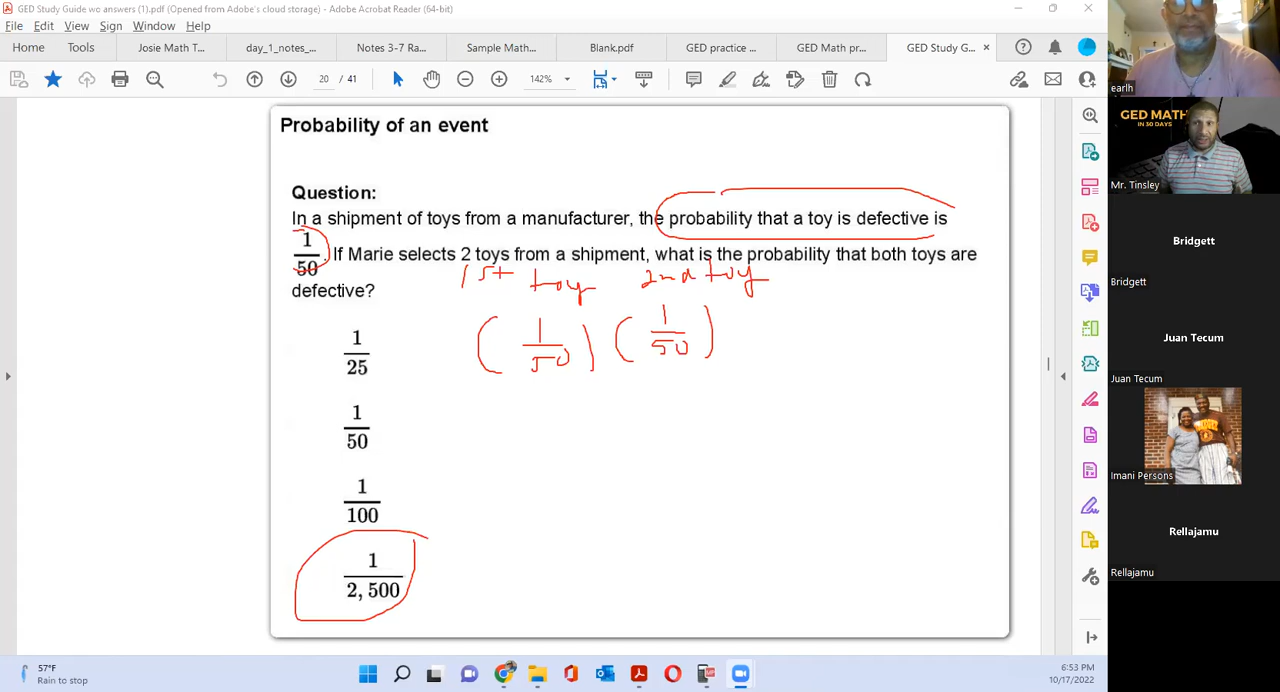 GED Study Guide wo answers (1).pdf (Opened from Adobe's cloud storage) - Adobe Acrobat Reader (64-bit)
File Edit View Sign Window Help
Home Tools Josie Math T... day_1_notes_... Notes 3-7 Ra... Sample Math... Blank.pdf GED practice ... GED Math pr... GED Study G... ×
20 / 41 142%
earlh
Probability of an event
GED MATH
IN 30 DAYS
Mr. Tinsley
Question:
In a shipment of toys from a manufacturer, the probability that a toy is defective is
1/50. If Marie selects 2 toys from a shipment, what is the probability that both toys are
defective?
1st toy 2nd toy
(1/50) (1/50)
1/25
1/50
1/100
1/2,500
Bridgett
Bridgett
Juan Tecum
Juan Tecum
Imani Persons
Rellajamu
Rellajamu
57°F
Rain to stop
6:53 PM
10/17/2022